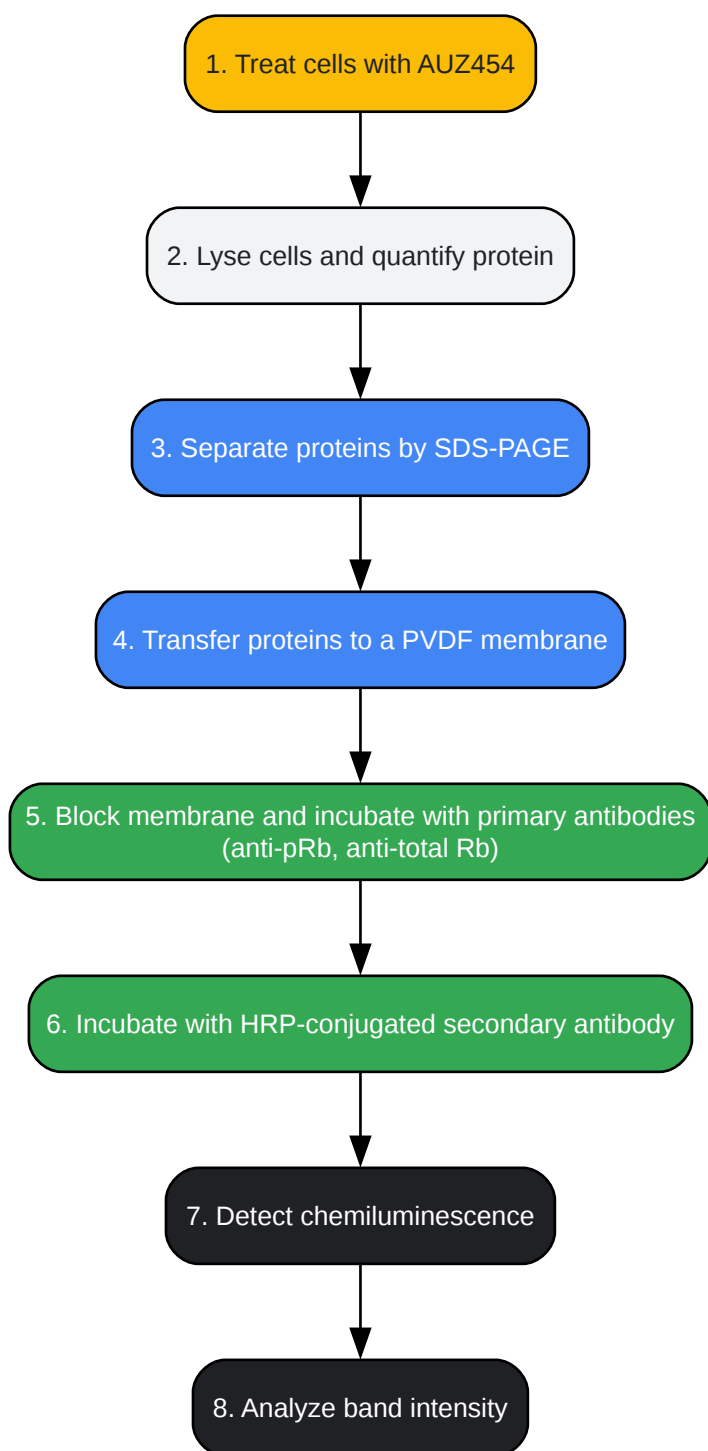 1. Treat cells with AUZ454
2. Lyse cells and quantify protein
3. Separate proteins by SDS-PAGE
4. Transfer proteins to a PVDF membrane
5. Block membrane and incubate with primary antibodies
(anti-pRb, anti-total Rb)
6. Incubate with HRP-conjugated secondary antibody
7. Detect chemiluminescence
8. Analyze band intensity